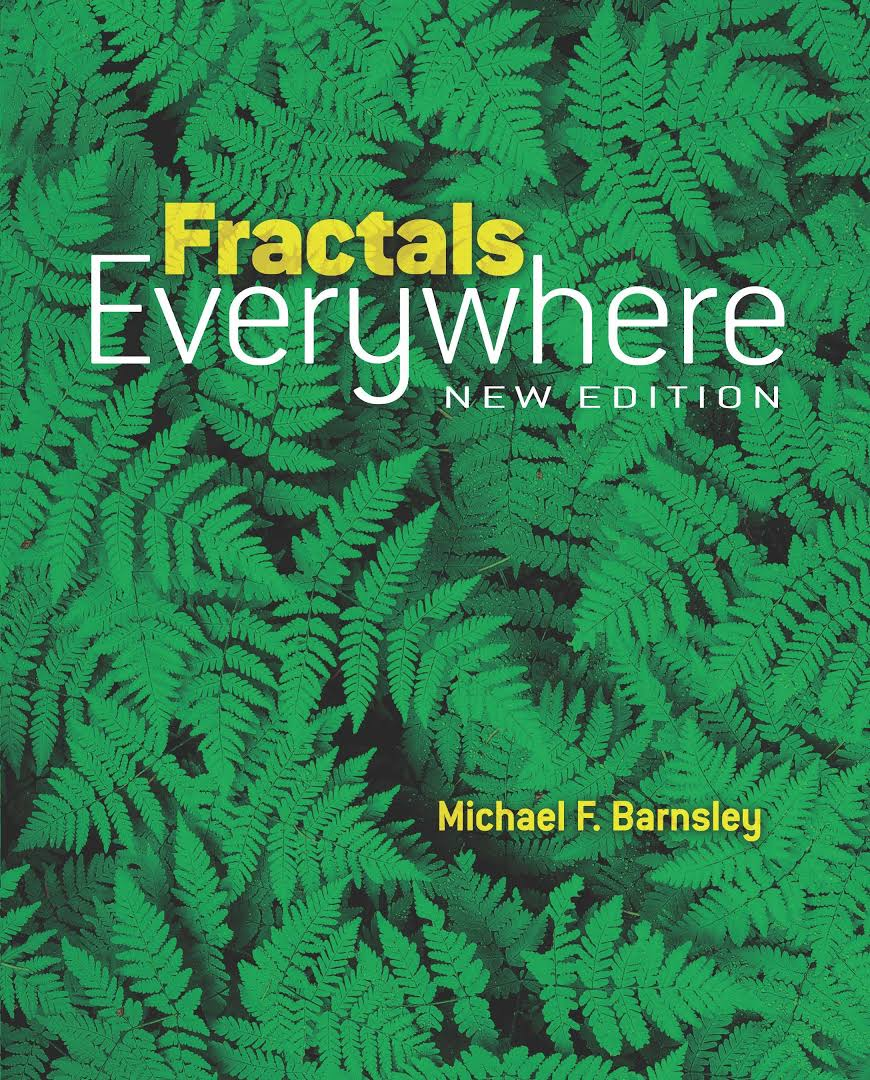 Fractals
Everywhere
NEW EDITION
Michael F. Barnsley